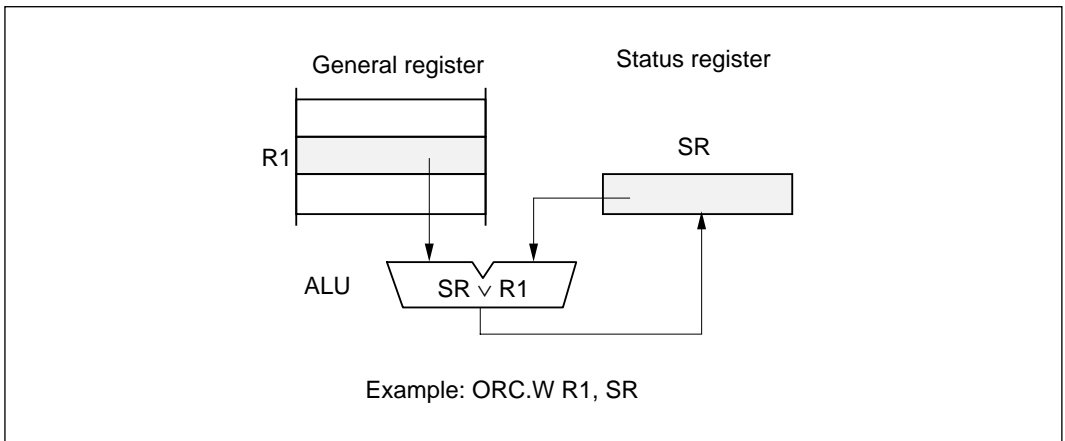 General register
Status register
R1
SR
ALU
SR ∨ R1
Example: ORC.W R1, SR